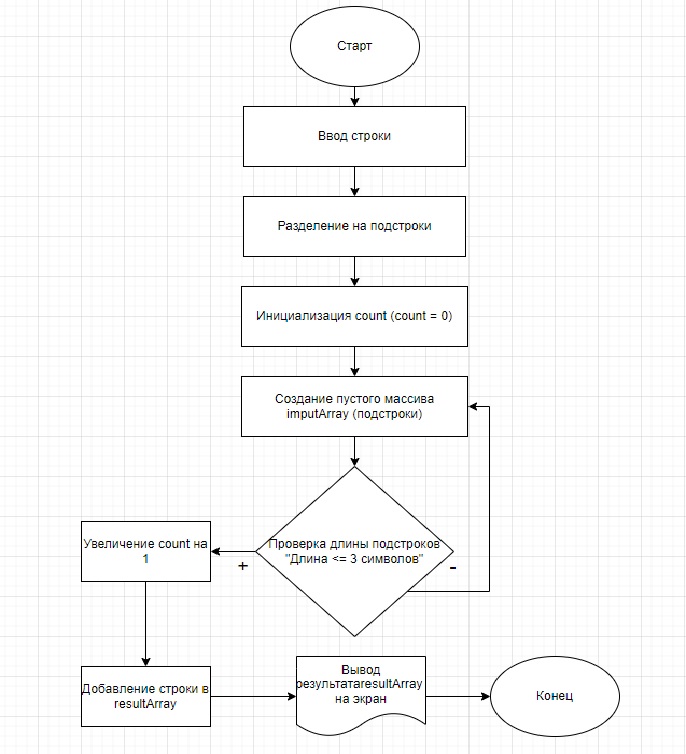 Старт
Ввод строки
Разделение на подстроки
Инициализация count (count = 0)
Создание пустого массива
imputArray (подстроки)
Проверка длины подстроков
"Длина <= 3 символов"
+
-
Увеличение count на
1
Добавление строки в
resultArray
Вывод
результатаresultArray
на экран
Конец